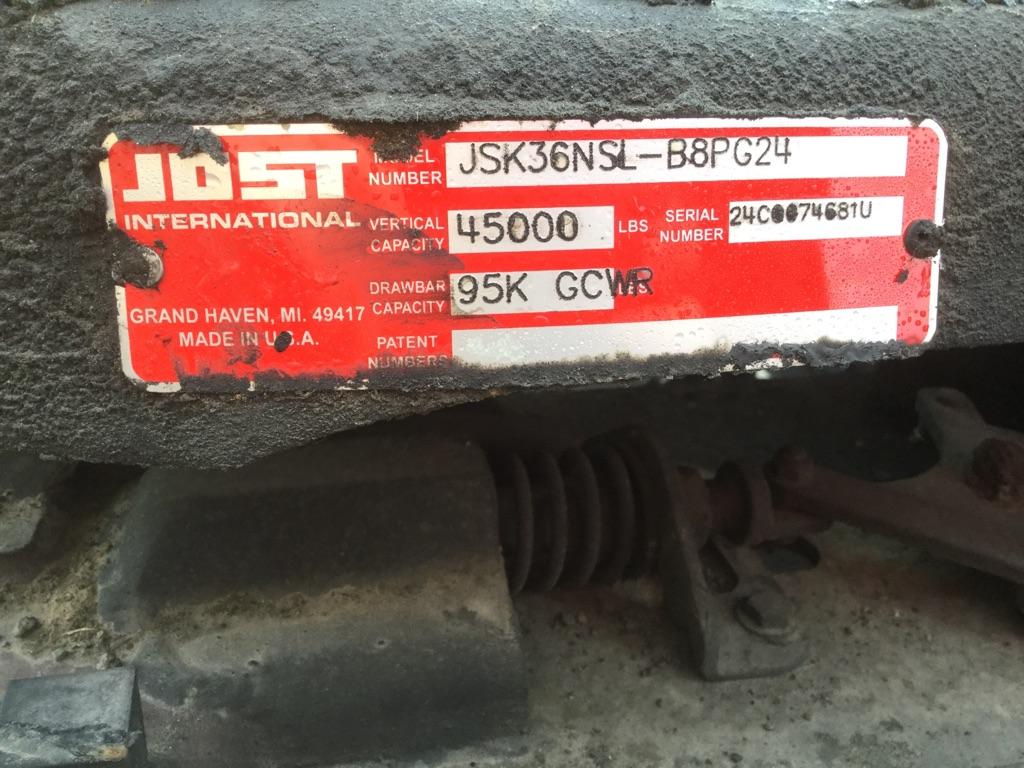 JOST
INTERNATIONAL
MODEL NUMBER JSK36NSL-B8PG24
VERTICAL CAPACITY 45000 LBS
SERIAL NUMBER 24C0074681U
DRAWBAR CAPACITY 95K GCWR LBS
PATENT NUMBERS
GRAND HAVEN, MI. 49417
MADE IN U.S.A.